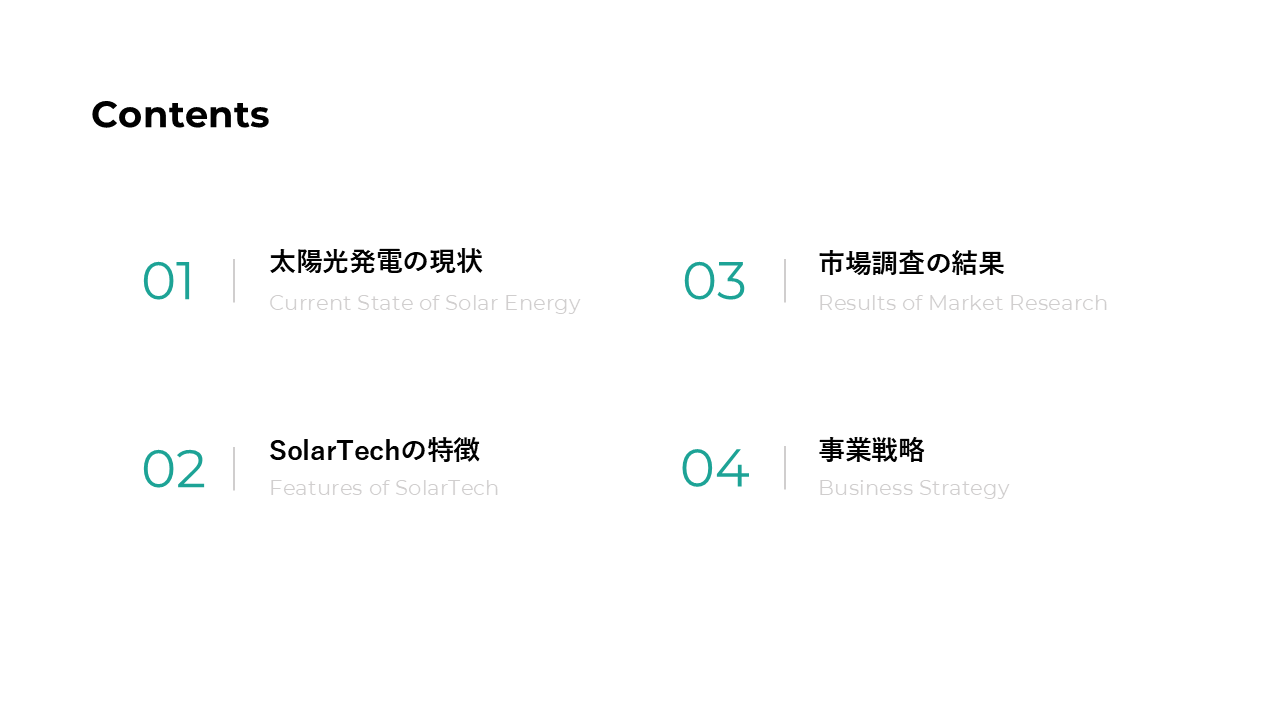 Contents
01
太陽光発電の現状
Current State of Solar Energy
02
SolarTechの特徴
Features of SolarTech
03
市場調査の結果
Results of Market Research
04
事業戦略
Business Strategy